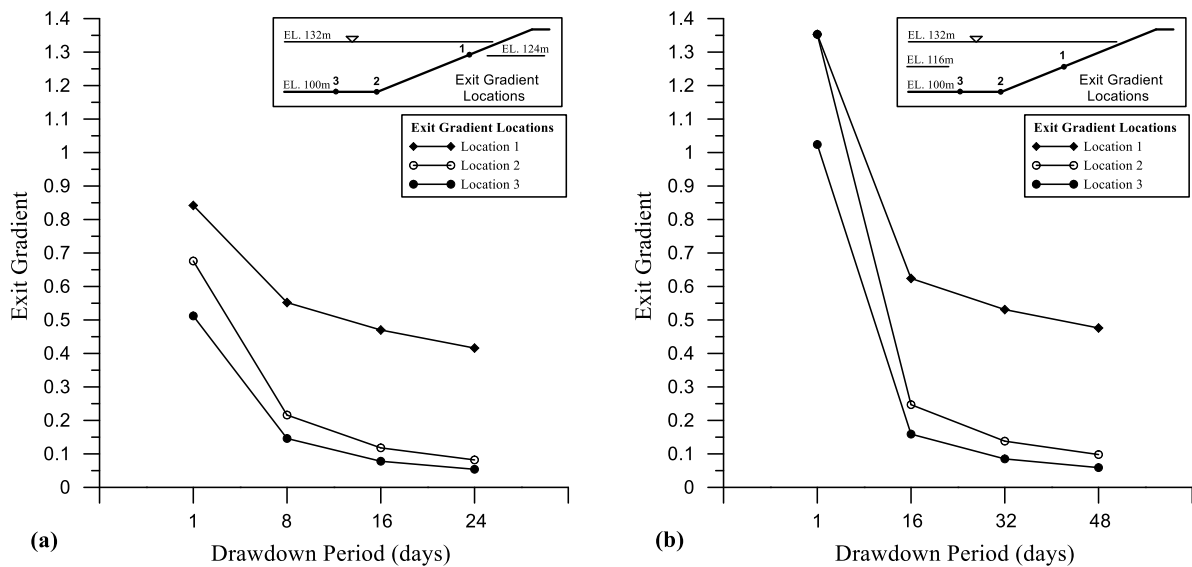 1.4
1.3
1.2
1.1
1
0.9
0.8
0.7
0.6
0.5
0.4
0.3
0.2
0.1
0
Exit Gradient
EL. 132m
1
EL. 124m
EL. 100m
3
2
Exit Gradient
Locations
Exit Gradient Locations
Location 1
Location 2
Location 3
1
8
16
24
(a)
Drawdown Period (days)
1.4
1.3
1.2
1.1
1
0.9
0.8
0.7
0.6
0.5
0.4
0.3
0.2
0.1
0
Exit Gradient
EL. 132m
1
EL. 116m
EL. 100m
3
2
Exit Gradient
Locations
Exit Gradient Locations
Location 1
Location 2
Location 3
1
16
32
48
(b)
Drawdown Period (days)